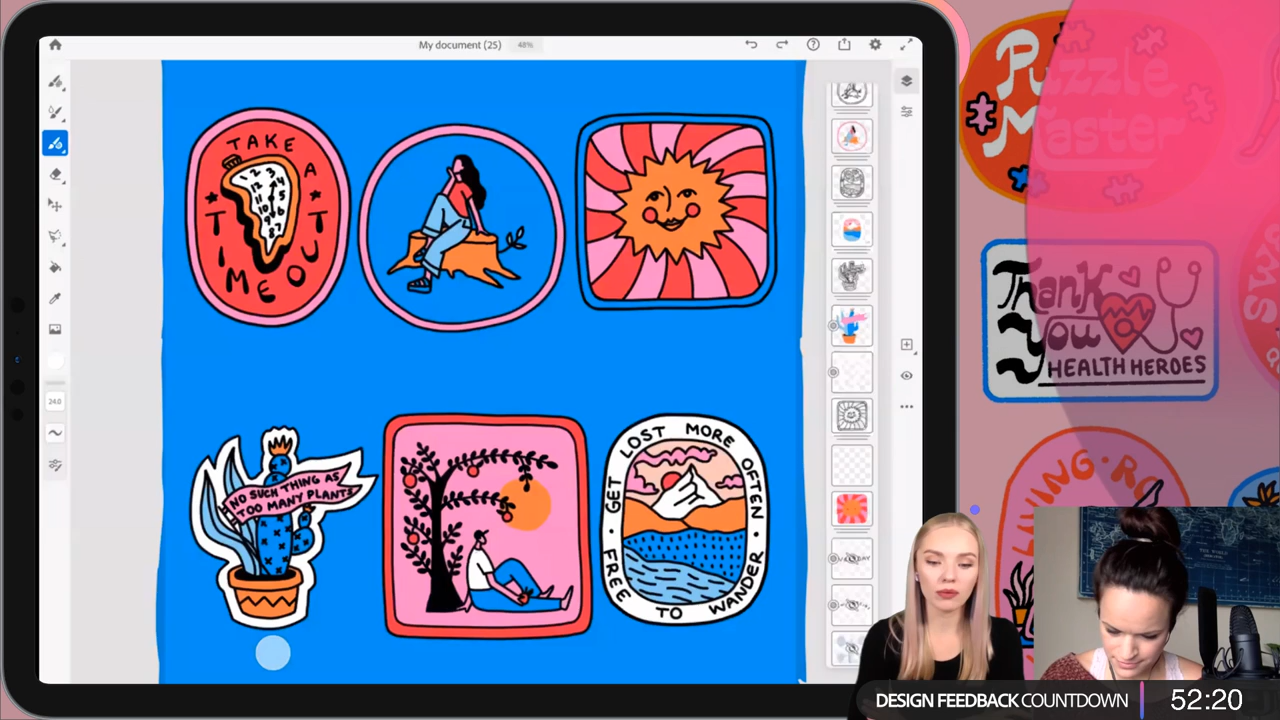 My document (25)
48%
24.0
TAKE
A
TIME OUT
NO SUCH THING AS
TOO MANY PLANTS
GET LOST MORE OFTEN ·
FREE TO WANDER ·
Puzzle
Master
Thank
You
HEALTH HEROES
DESIGN FEEDBACK COUNTDOWN
52:20